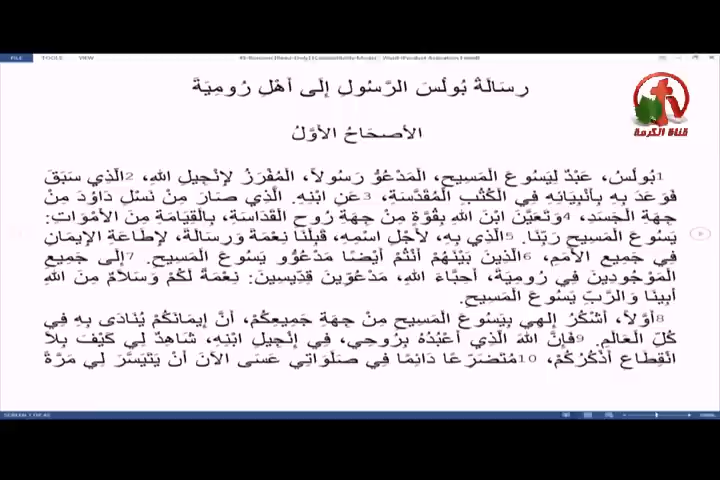 FILE TOOLS VIEW
رِسَالَةُ بُولُسَ الرَّسُولِ إِلَى أَهْلِ رُومِيَةَ
قناة الكرمة
الأصحَاحُ الأَوَّلُ
1بُولُسُ، عَبْدٌ لِيَسُوعَ الْمَسِيحِ، الْمَدْعُوُّ رَسُولاً، الْمُفْرَزُ لإِنْجِيلِ اللهِ، 2الَّذِي سَبَقَ
فَوَعَدَ بِهِ بِأَنْبِيَائِهِ فِي الْكُتُبِ الْمُقَدَّسَةِ، 3عَنِ ابْنِهِ. الَّذِي صَارَ مِنْ نَسْلِ دَاوُدَ مِنْ
جِهَةِ الْجَسَدِ، 4وَتَعَيَّنَ ابْنَ اللهِ بِقُوَّةٍ مِنْ جِهَةِ رُوحِ الْقَدَاسَةِ، بِالْقِيَامَةِ مِنَ الأَمْوَاتِ:
يَسُوعَ الْمَسِيحِ رَبِّنَا. 5الَّذِي بِهِ، لأَجْلِ اسْمِهِ، قَبِلْنَا نِعْمَةً وَرِسَالَةً، لإِطَاعَةِ الإِيمَانِ
فِي جَمِيعِ الأُمَمِ، 6الَّذِينَ بَيْنَهُمْ أَنْتُمْ أَيْضًا مَدْعُوُّو يَسُوعَ الْمَسِيحِ. 7إِلَى جَمِيعِ
الْمَوْجُودِينَ فِي رُومِيَةَ، أَحِبَّاءَ اللهِ، مَدْعُوِّينَ قِدِّيسِينَ: نِعْمَةٌ لَكُمْ وَسَلاَمٌ مِنَ اللهِ
أَبِينَا وَالرَّبِّ يَسُوعَ الْمَسِيحِ.
8أَوَّلاً، أَشْكُرُ إِلهِي بِيَسُوعَ الْمَسِيحِ مِنْ جِهَةِ جَمِيعِكُمْ، أَنَّ إِيمَانَكُمْ يُنَادَى بِهِ فِي
كُلِّ الْعَالَمِ. 9فَإِنَّ اللهَ الَّذِي أَعْبُدُهُ بِرُوحِي، فِي إِنْجِيلِ ابْنِهِ، شَاهِدٌ لِي كَيْفَ بِلاَ
انْقِطَاعٍ أَذْكُرُكُمْ، 10مُتَضَرِّعًا دَائِمًا فِي صَلَوَاتِي عَسَى الآنَ أَنْ يَتَيَسَّرَ لِي مَرَّةً